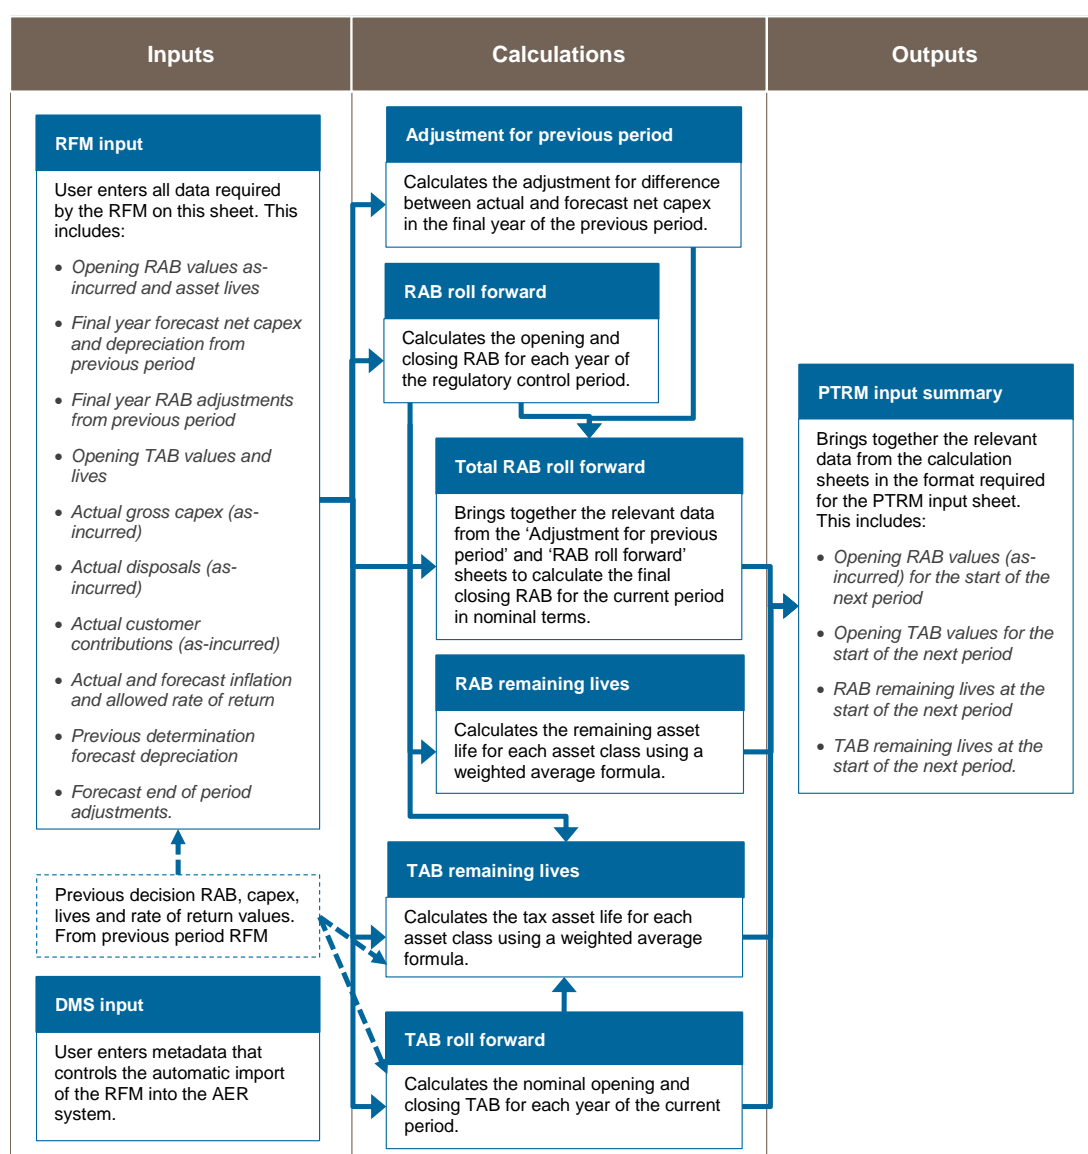 Inputs
Calculations
Outputs
RFM input
User enters all data required
by the RFM on this sheet. This
includes:
• Opening RAB values as-
incurred and asset lives
• Final year forecast net capex
and depreciation from
previous period
• Final year RAB adjustments
from previous period
• Opening TAB values and
lives
• Actual gross capex (as-
incurred)
• Actual disposals (as-
incurred)
• Actual customer
contributions (as-incurred)
• Actual and forecast inflation
and allowed rate of return
• Previous determination
forecast depreciation
• Forecast end of period
adjustments.
Previous decision RAB, capex,
lives and rate of return values.
From previous period RFM
DMS input
User enters metadata that
controls the automatic import
of the RFM into the AER
system.
Adjustment for previous period
Calculates the adjustment for difference
between actual and forecast net capex
in the final year of the previous period.
RAB roll forward
Calculates the opening and
closing RAB for each year of
the regulatory control period.
Total RAB roll forward
Brings together the relevant data
from the ‘Adjustment for previous
period’ and ‘RAB roll forward’
sheets to calculate the final
closing RAB for the current period
in nominal terms.
RAB remaining lives
Calculates the remaining asset
life for each asset class using a
weighted average formula.
TAB remaining lives
Calculates the tax asset life for each
asset class using a weighted average
formula.
TAB roll forward
Calculates the nominal opening and
closing TAB for each year of the current
period.
PTRM input summary
Brings together the relevant
data from the calculation
sheets in the format required
for the PTRM input sheet.
This includes:
• Opening RAB values (as-
incurred) for the start of the
next period
• Opening TAB values for the
start of the next period
• RAB remaining lives at the
start of the next period
• TAB remaining lives at the
start of the next period.